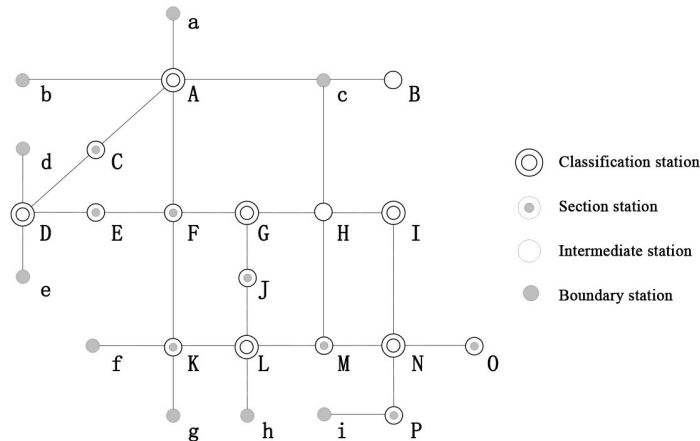 a
b A c B
d C
Classification station
D E F G H I
Section station
e J
Intermediate station
Boundary station
f K L M N O
g h i P